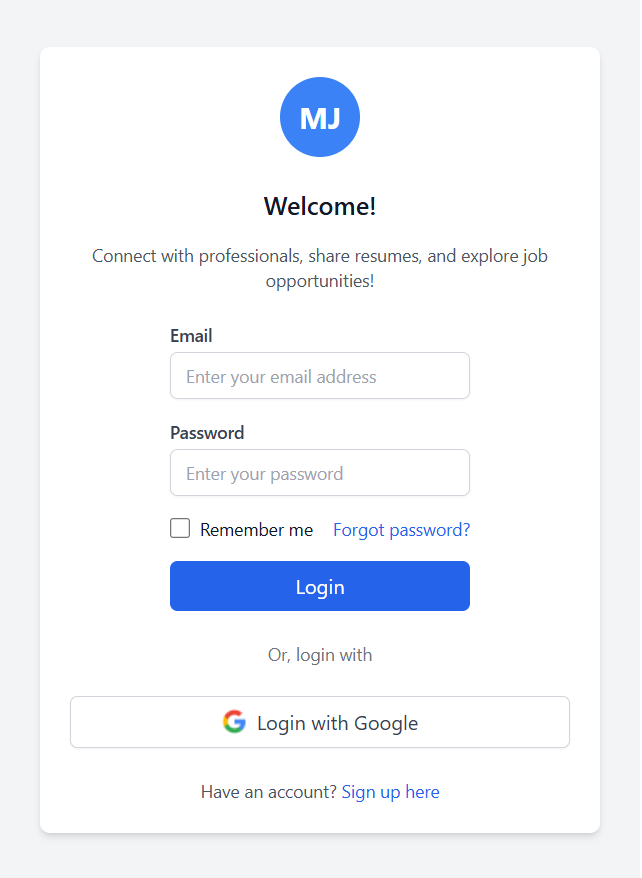 MJ
Welcome!
Connect with professionals, share resumes, and explore job
opportunities!
Email
Enter your email address
Password
Enter your password
Remember me Forgot password?
Login
Or, login with
Login with Google
Have an account? Sign up here